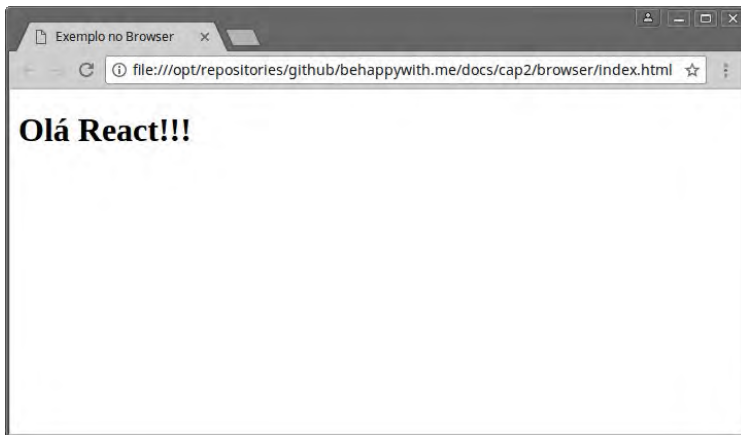 Exemplo no Browser
file:///opt/repositories/github/behappywith.me/docs/cap2/browser/index.html
Olá React!!!